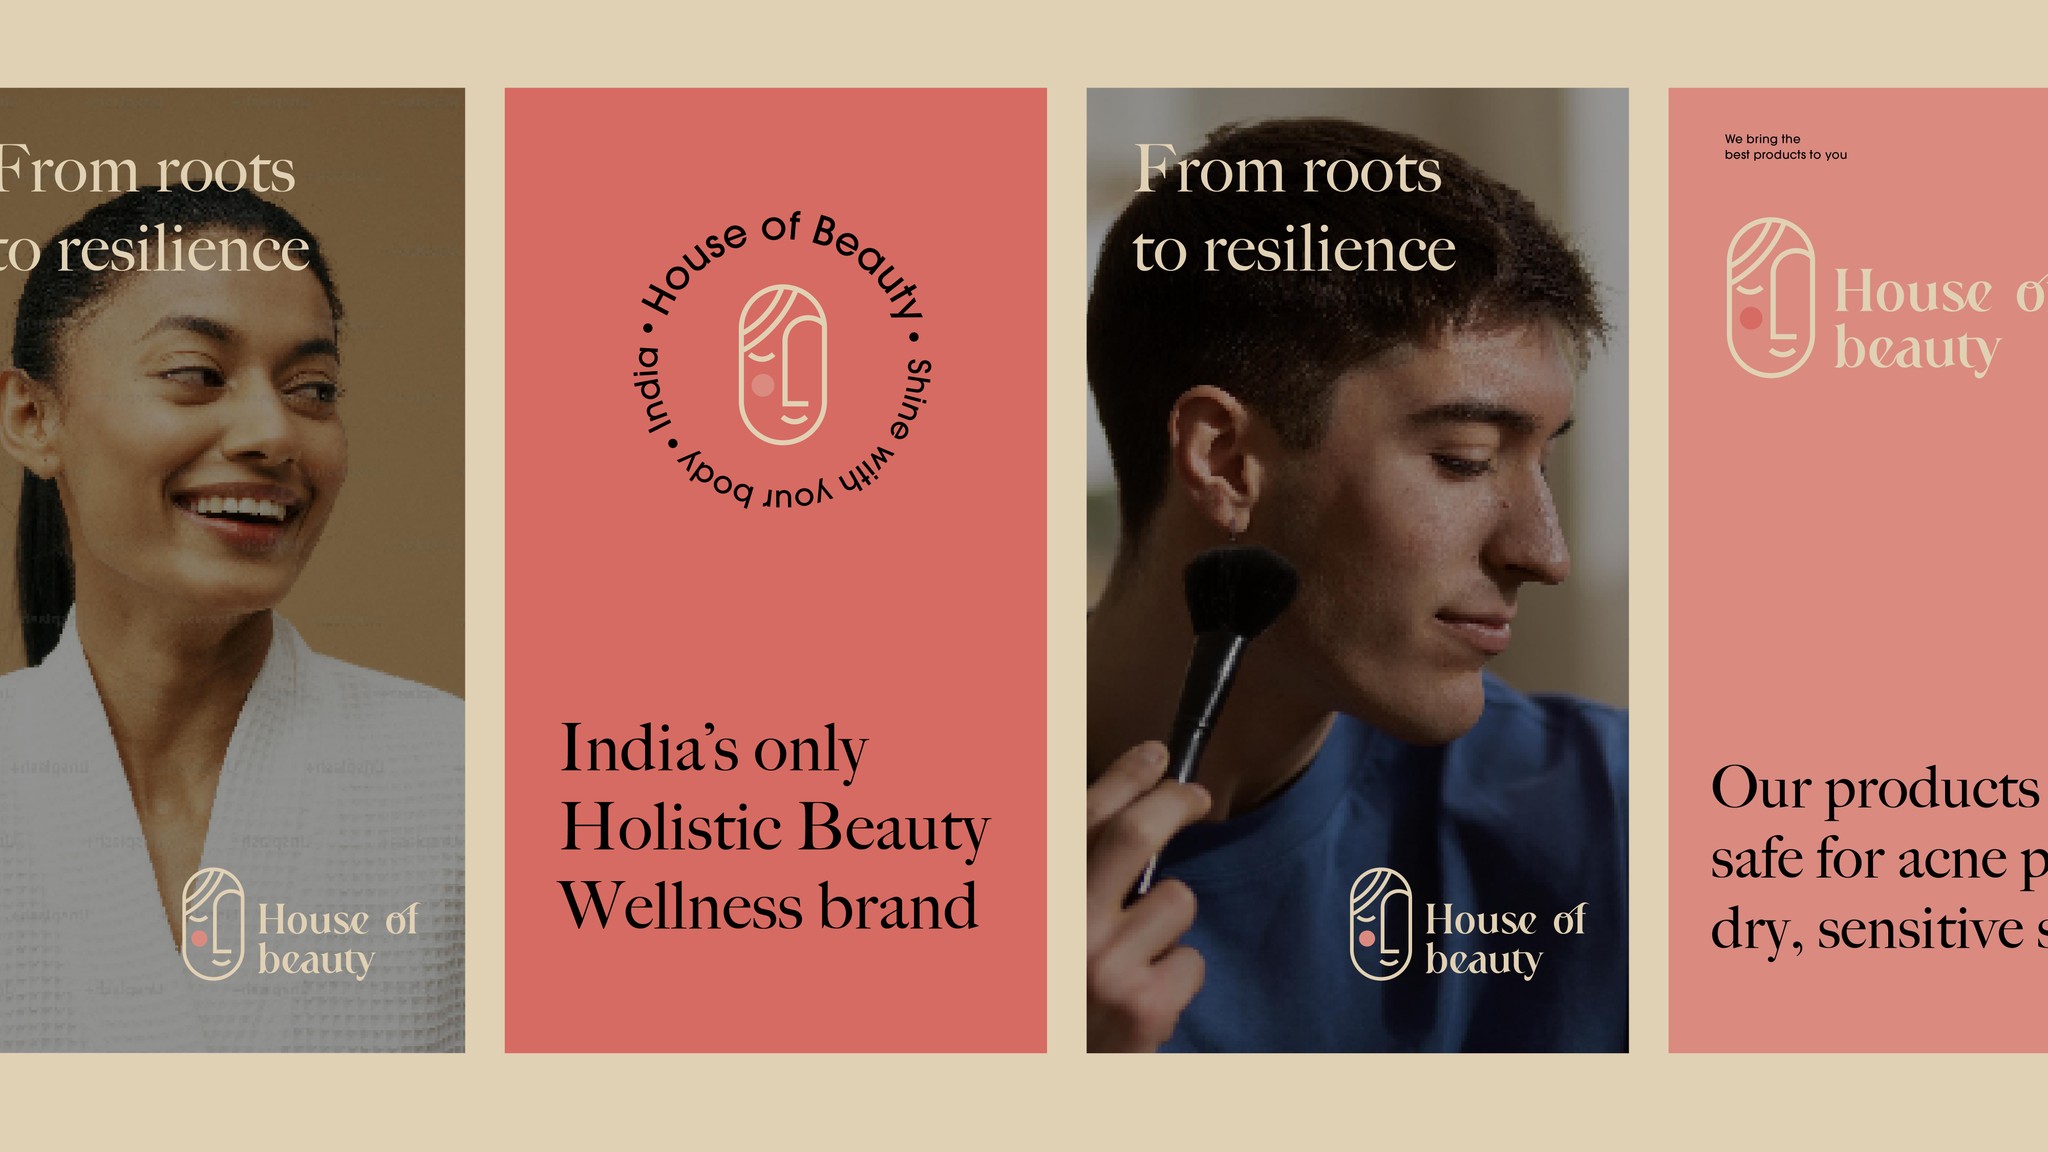 From roots
to resilience
House of
beauty
House of Beauty • Shine with your body • India •
India’s only
Holistic Beauty
Wellness brand
From roots
to resilience
House of
beauty
We bring the
best products to you
House
beauty
Our products
safe for acne
dry, sensitive